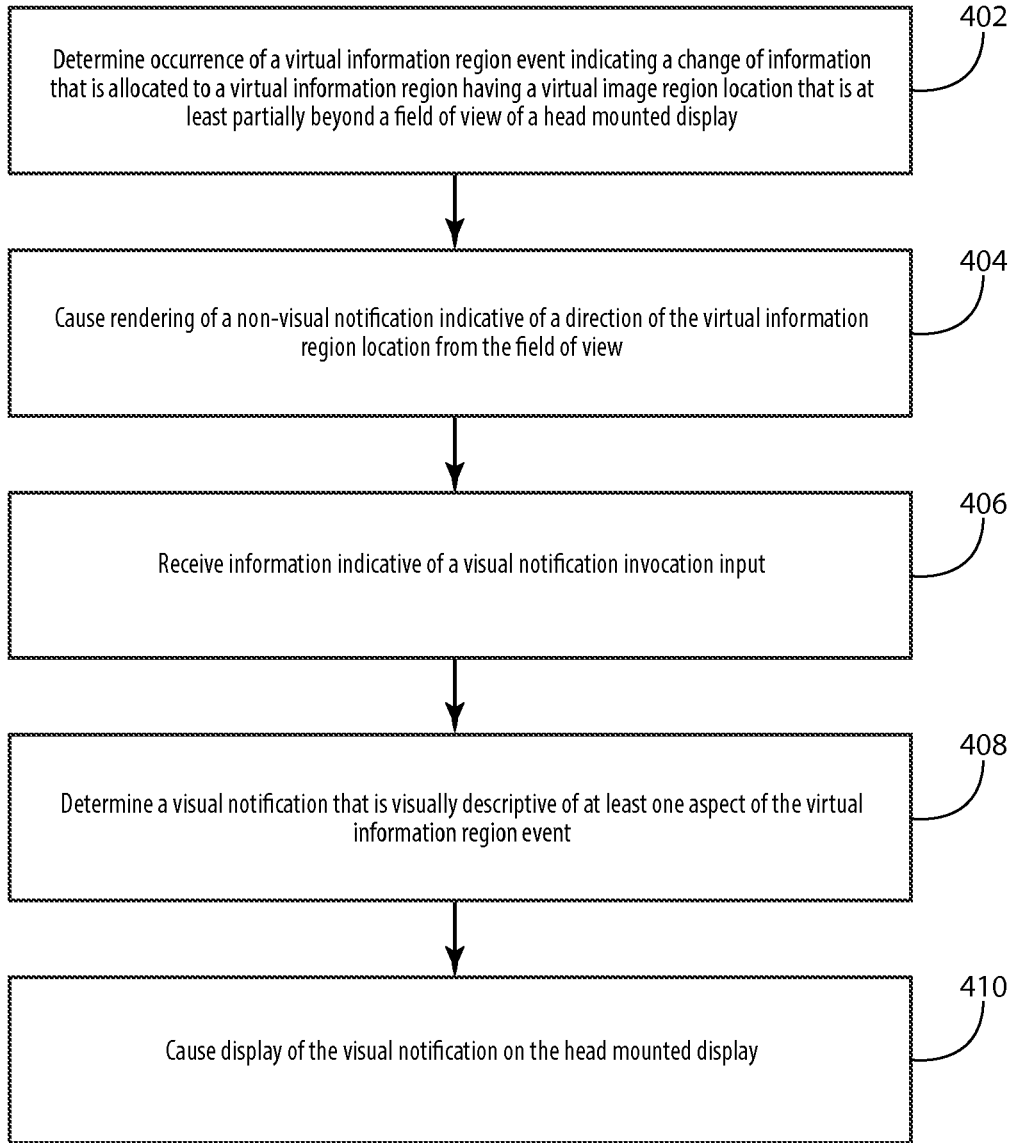 402
Determine occurrence of a virtual information region event indicating a change of information
that is allocated to a virtual information region having a virtual image region location that is at
least partially beyond a field of view of a head mounted display
404
Cause rendering of a non-visual notification indicative of a direction of the virtual information
region location from the field of view
406
Receive information indicative of a visual notification invocation input
408
Determine a visual notification that is visually descriptive of at least one aspect of the virtual
information region event
410
Cause display of the visual notification on the head mounted display